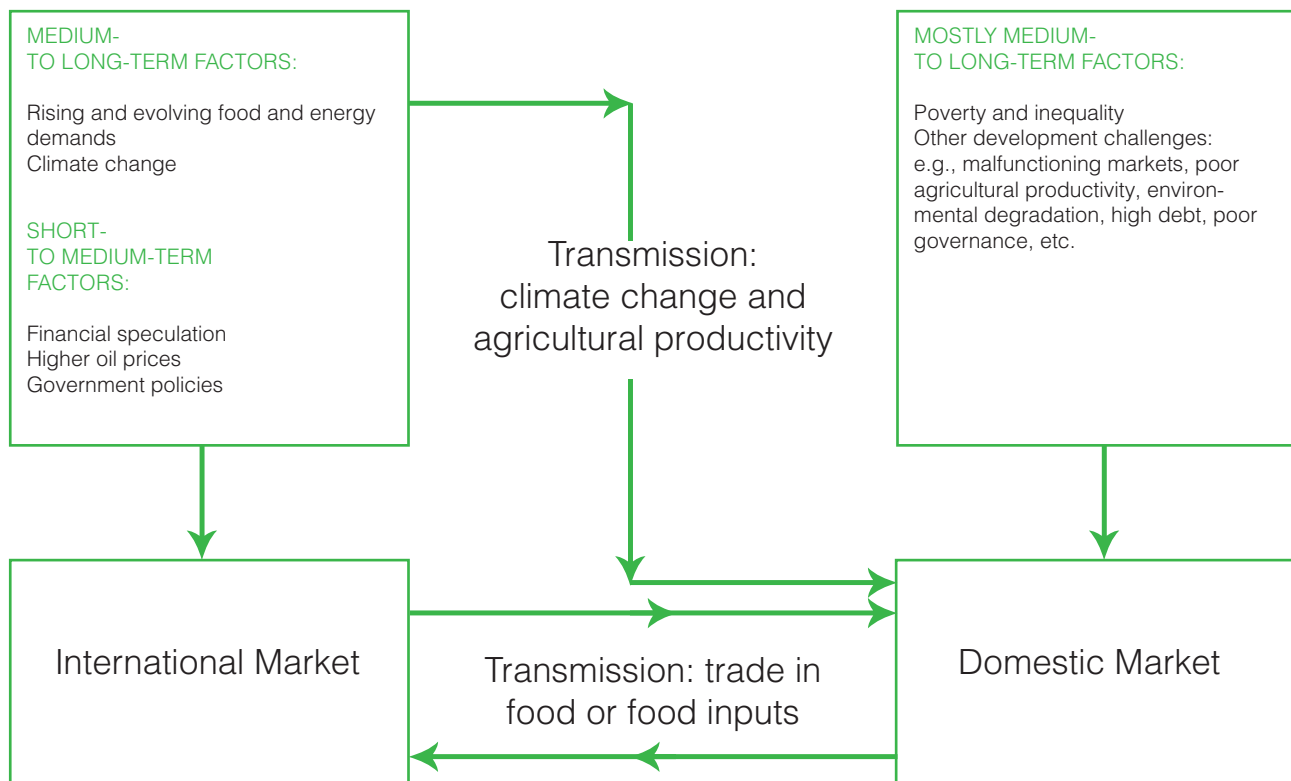 MEDIUM-
TO LONG-TERM FACTORS:
Rising and evolving food and energy
demands
Climate change
SHORT-
TO MEDIUM-TERM
FACTORS:
Financial speculation
Higher oil prices
Government policies
Transmission:
climate change and
agricultural productivity
MOSTLY MEDIUM-
TO LONG-TERM FACTORS:
Poverty and inequality
Other development challenges:
e.g., malfunctioning markets, poor
agricultural productivity, environ-
mental degradation, high debt, poor
governance, etc.
International Market
Transmission: trade in
food or food inputs
Domestic Market